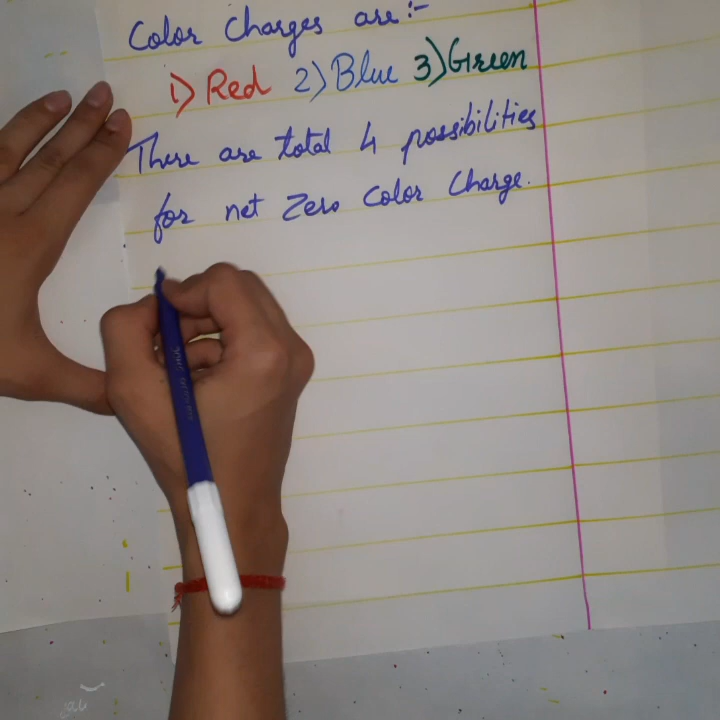 Color Charges are :-
1) Red 2) Blue 3) Green
There are total 4 possibilities
for net Zero Color Charge.